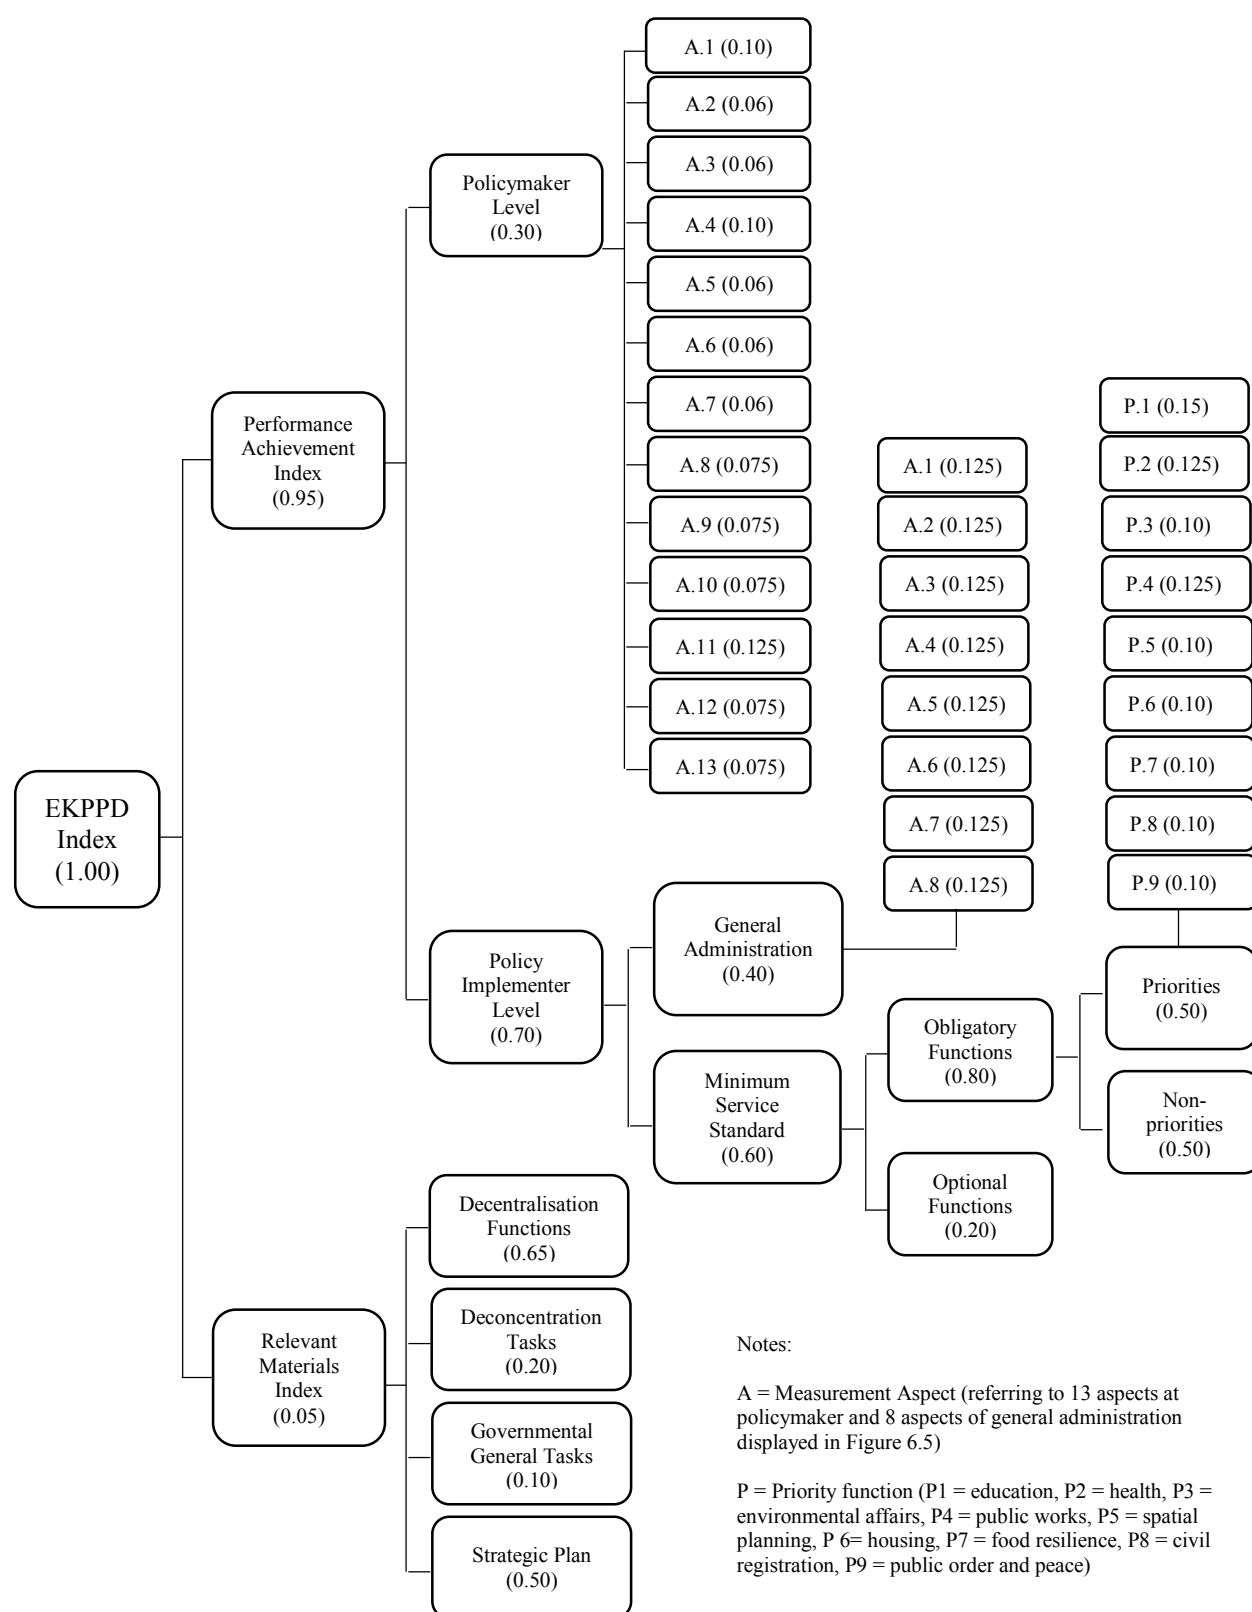 EKPPD
Index
(1.00)
Performance
Achievement
Index
(0.95)
Policymaker
Level
(0.30)
A.1 (0.10)
A.2 (0.06)
A.3 (0.06)
A.4 (0.10)
A.5 (0.06)
A.6 (0.06)
A.7 (0.06)
A.8 (0.075)
A.9 (0.075)
A.10 (0.075)
A.11 (0.125)
A.12 (0.075)
A.13 (0.075)
Policy
Implementer
Level
(0.70)
General
Administration
(0.40)
A.1 (0.125)
A.2 (0.125)
A.3 (0.125)
A.4 (0.125)
A.5 (0.125)
A.6 (0.125)
A.7 (0.125)
A.8 (0.125)
Minimum
Service
Standard
(0.60)
Obligatory
Functions
(0.80)
Priorities
(0.50)
P.1 (0.15)
P.2 (0.125)
P.3 (0.10)
P.4 (0.125)
P.5 (0.10)
P.6 (0.10)
P.7 (0.10)
P.8 (0.10)
P.9 (0.10)
Non-
priorities
(0.50)
Optional
Functions
(0.20)
Relevant
Materials
Index
(0.05)
Decentralisation
Functions
(0.65)
Deconcentration
Tasks
(0.20)
Governmental
General Tasks
(0.10)
Strategic Plan
(0.50)
Notes:
A = Measurement Aspect (referring to 13 aspects at
policymaker and 8 aspects of general administration
displayed in Figure 6.5)
P = Priority function (P1 = education, P2 = health, P3 =
environmental affairs, P4 = public works, P5 = spatial
planning, P 6= housing, P7 = food resilience, P8 = civil
registration, P9 = public order and peace)